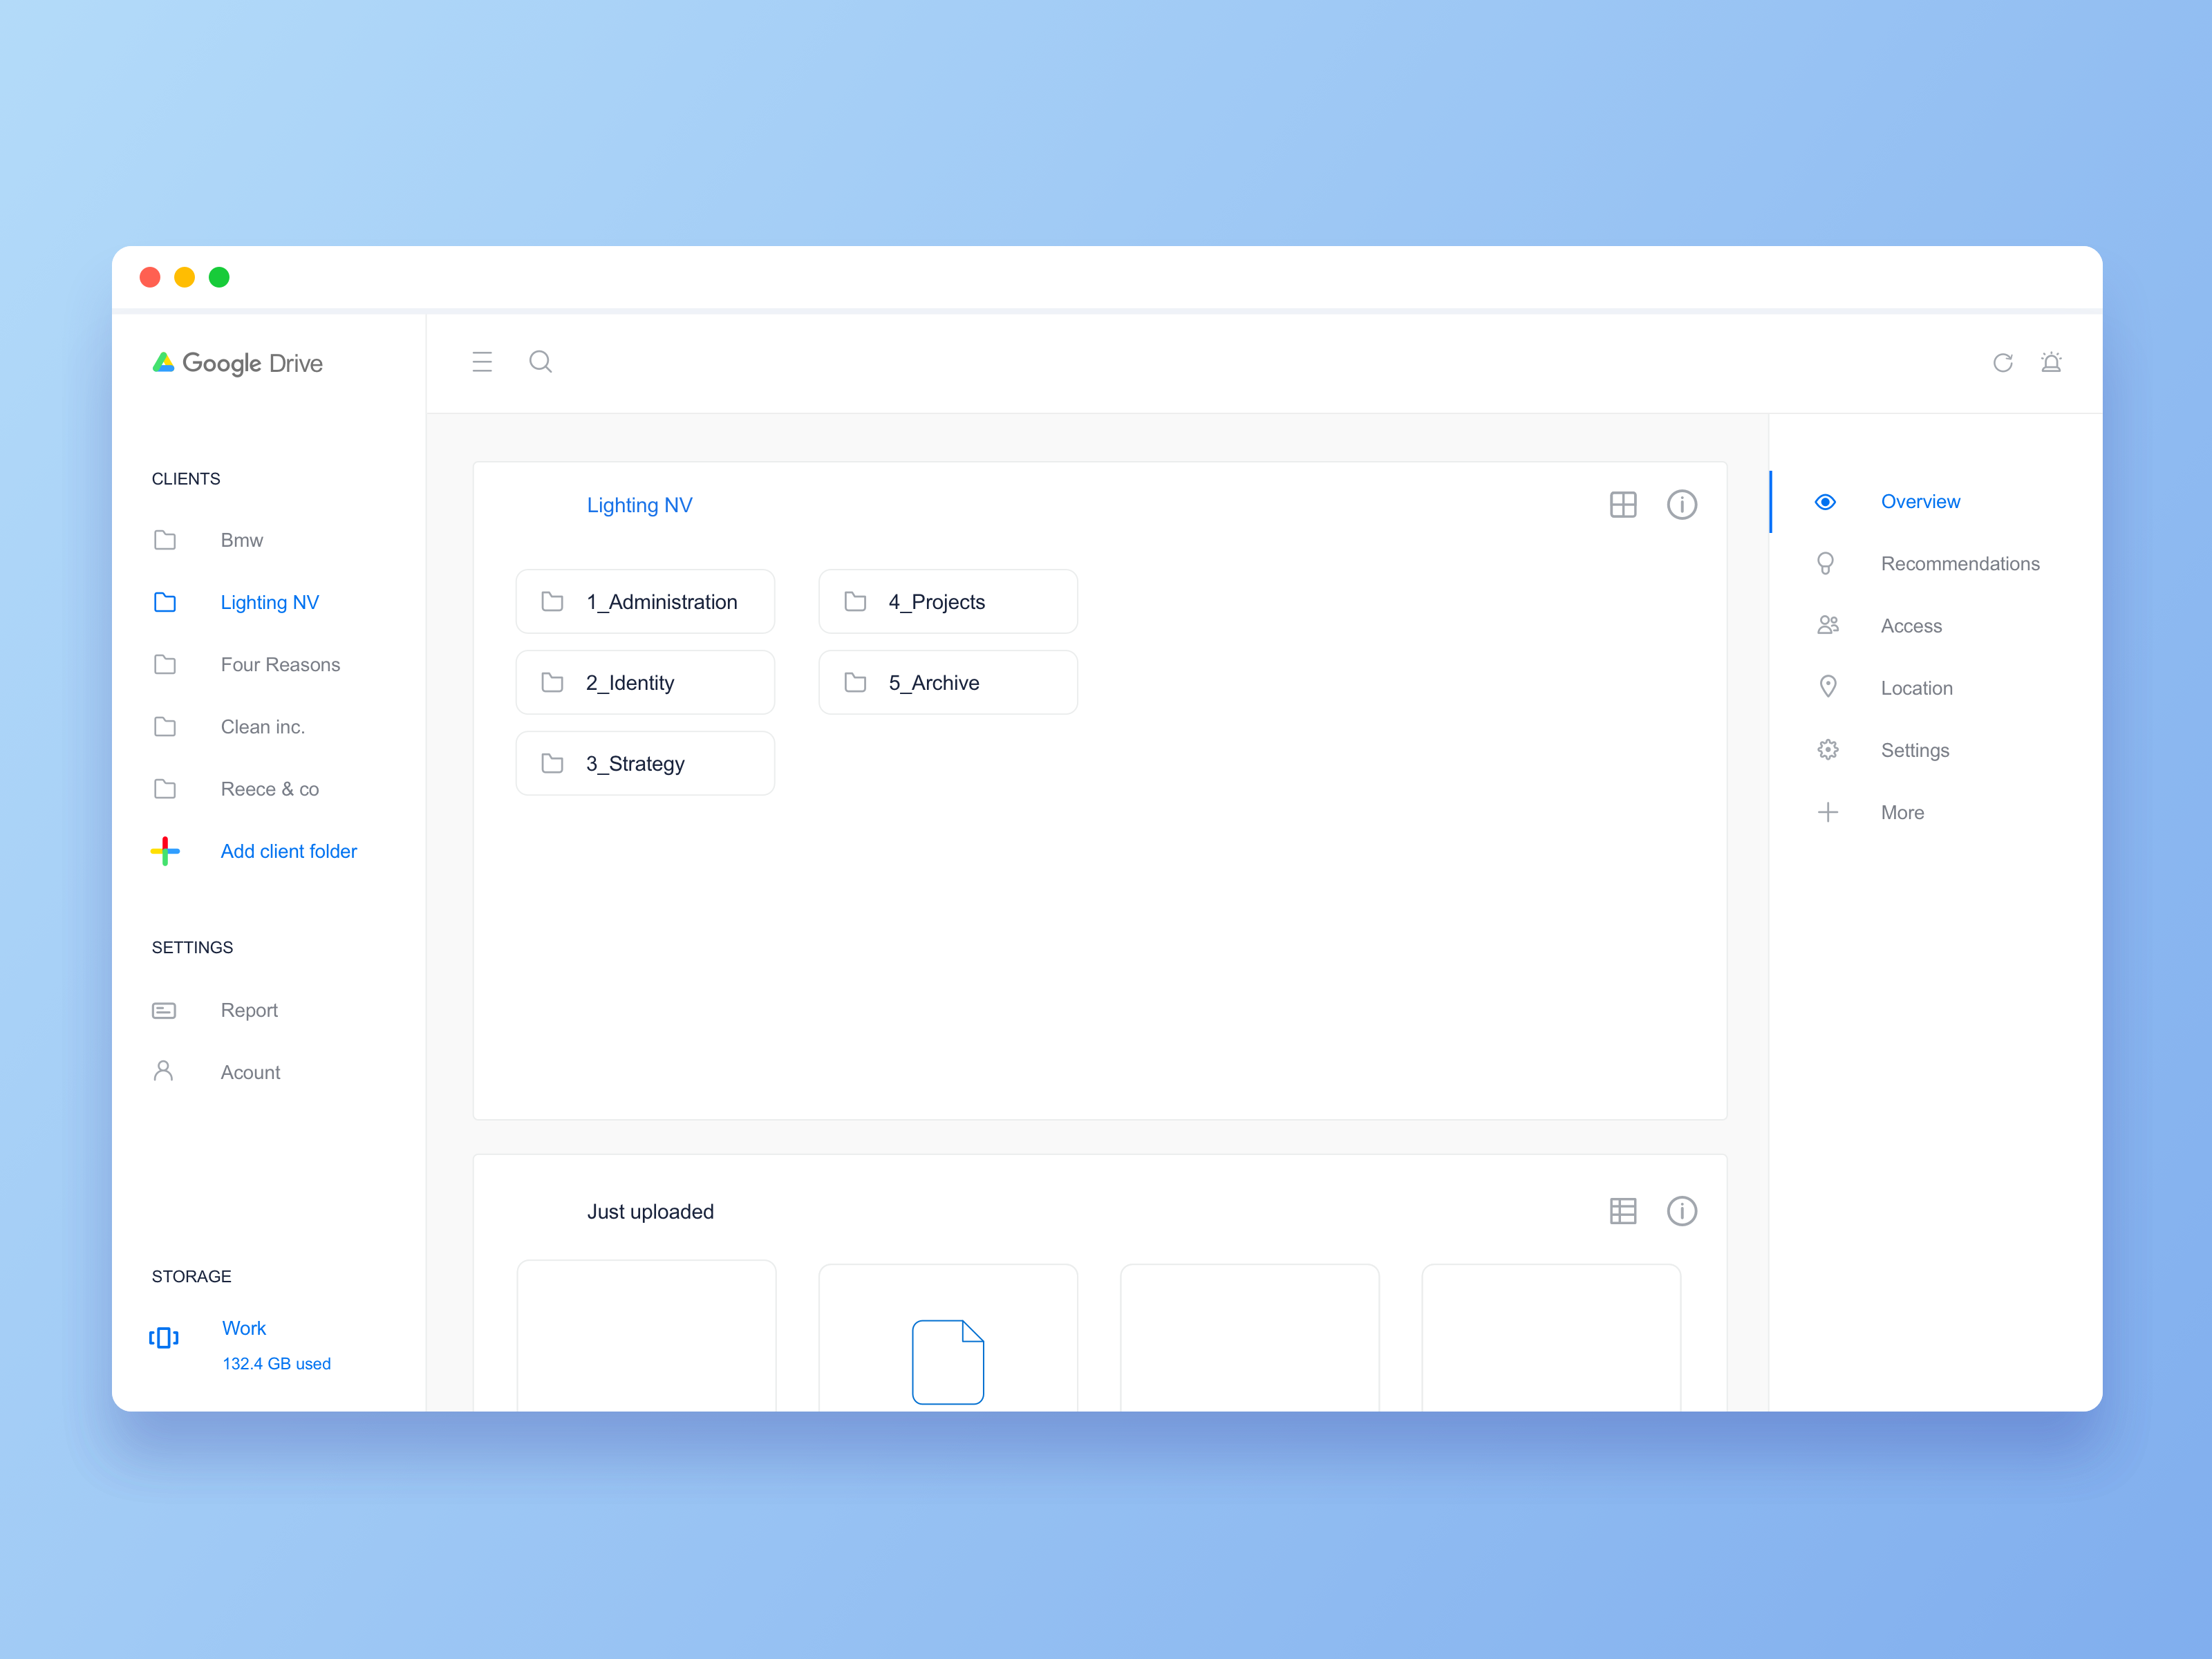 Google Drive
CLIENTS
Bmw
Lighting NV
Four Reasons
Clean inc.
Reece & co
Add client folder
SETTINGS
Report
Acount
STORAGE
Work
132.4 GB used
Lighting NV
1_Administration
4_Projects
2_Identity
5_Archive
3_Strategy
Just uploaded
Overview
Recommendations
Access
Location
Settings
More